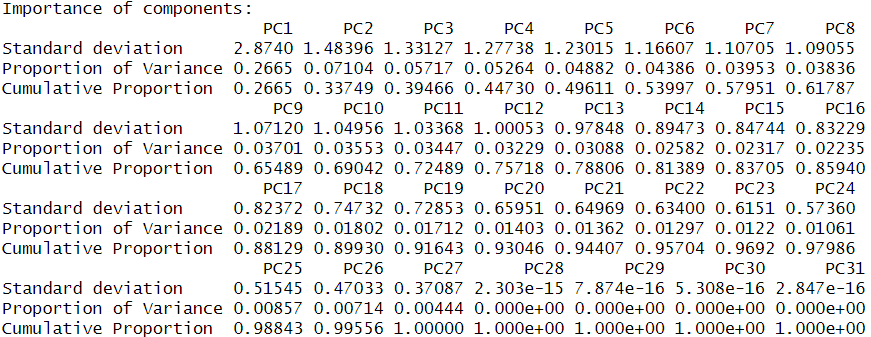 Importance of components:
PC1 PC2 PC3 PC4 PC5 PC6 PC7 PC8
Standard deviation 2.8740 1.48396 1.33127 1.27738 1.23015 1.16607 1.10705 1.09055
Proportion of Variance 0.2665 0.07104 0.05717 0.05264 0.04882 0.04386 0.03953 0.03836
Cumulative Proportion 0.2665 0.33749 0.39466 0.44730 0.49611 0.53997 0.57951 0.61787
PC9 PC10 PC11 PC12 PC13 PC14 PC15 PC16
Standard deviation 1.07120 1.04956 1.03368 1.00053 0.97848 0.89473 0.84744 0.83229
Proportion of Variance 0.03701 0.03553 0.03447 0.03229 0.03088 0.02582 0.02317 0.02235
Cumulative Proportion 0.65489 0.69042 0.72489 0.75718 0.78806 0.81389 0.83705 0.85940
PC17 PC18 PC19 PC20 PC21 PC22 PC23 PC24
Standard deviation 0.82372 0.74732 0.72853 0.65951 0.64969 0.63400 0.6151 0.57360
Proportion of Variance 0.02189 0.01802 0.01712 0.01403 0.01362 0.01297 0.0122 0.01061
Cumulative Proportion 0.88129 0.89930 0.91643 0.93046 0.94407 0.95704 0.9692 0.97986
PC25 PC26 PC27 PC28 PC29 PC30 PC31
Standard deviation 0.51545 0.47033 0.37087 2.303e-15 7.874e-16 5.308e-16 2.847e-16
Proportion of Variance 0.00857 0.00714 0.00444 0.000e+00 0.000e+00 0.000e+00 0.000e+00
Cumulative Proportion 0.98843 0.99556 1.00000 1.000e+00 1.000e+00 1.000e+00 1.000e+00